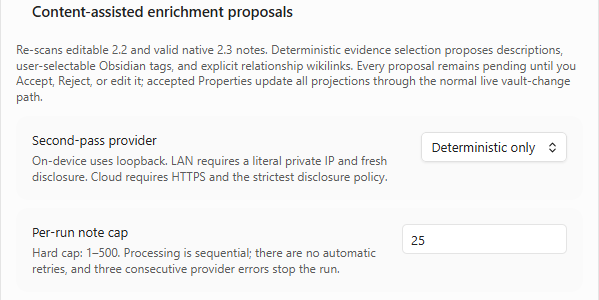 Content-assisted enrichment proposals
Re-scans editable 2.2 and valid native 2.3 notes. Deterministic evidence selection proposes descriptions,
user-selectable Obsidian tags, and explicit relationship wikilinks. Every proposal remains pending until you
Accept, Reject, or edit it; accepted Properties update all projections through the normal live vault-change
path.
Second-pass provider
On-device uses loopback. LAN requires a literal private IP and fresh
disclosure. Cloud requires HTTPS and the strictest disclosure policy.
Deterministic only
Per-run note cap
Hard cap: 1–500. Processing is sequential; there are no automatic
retries, and three consecutive provider errors stop the run.
25